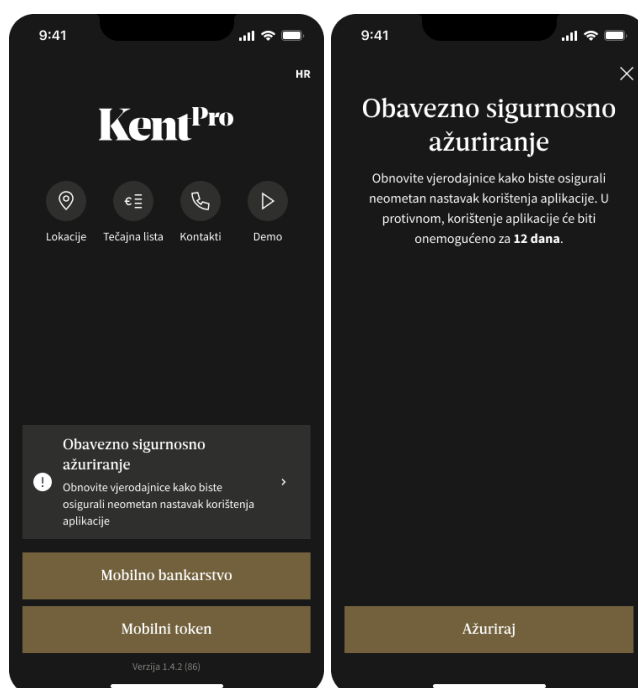 9:41
HR
KentPro
Lokacije
Tečajna lista
Kontakti
Demo
Obavezno sigurnosno
ažuriranje
Obnovite vjerodajnice kako biste
osigurali neometan nastavak korištenja
aplikacije
Mobilno bankarstvo
Mobilni token
Verzija 1.4.2 (86)
9:41
Obavezno sigurnosno
ažuriranje
Obnovite vjerodajnice kako biste osigurali
neometan nastavak korištenja aplikacije. U
protivnom, korištenje aplikacije će biti
onemogućeno za 12 dana.
Ažuriraj